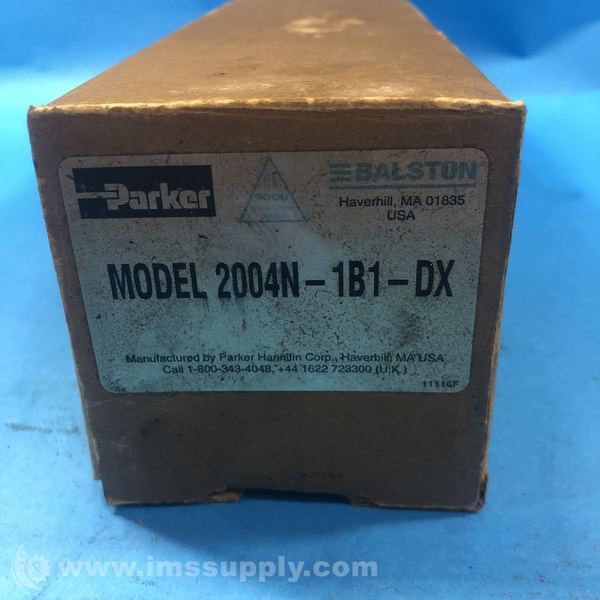 Parker
9000
BALSTON
Haverhill, MA 01835
USA
MODEL 2004N-1B1-DX
Manufactured by Parker Hannifin Corp., Haverhill, MA USA
Call 1-800-343-4048, +44 1622 723300 (U.K.)
11116F
www.imssupply.com